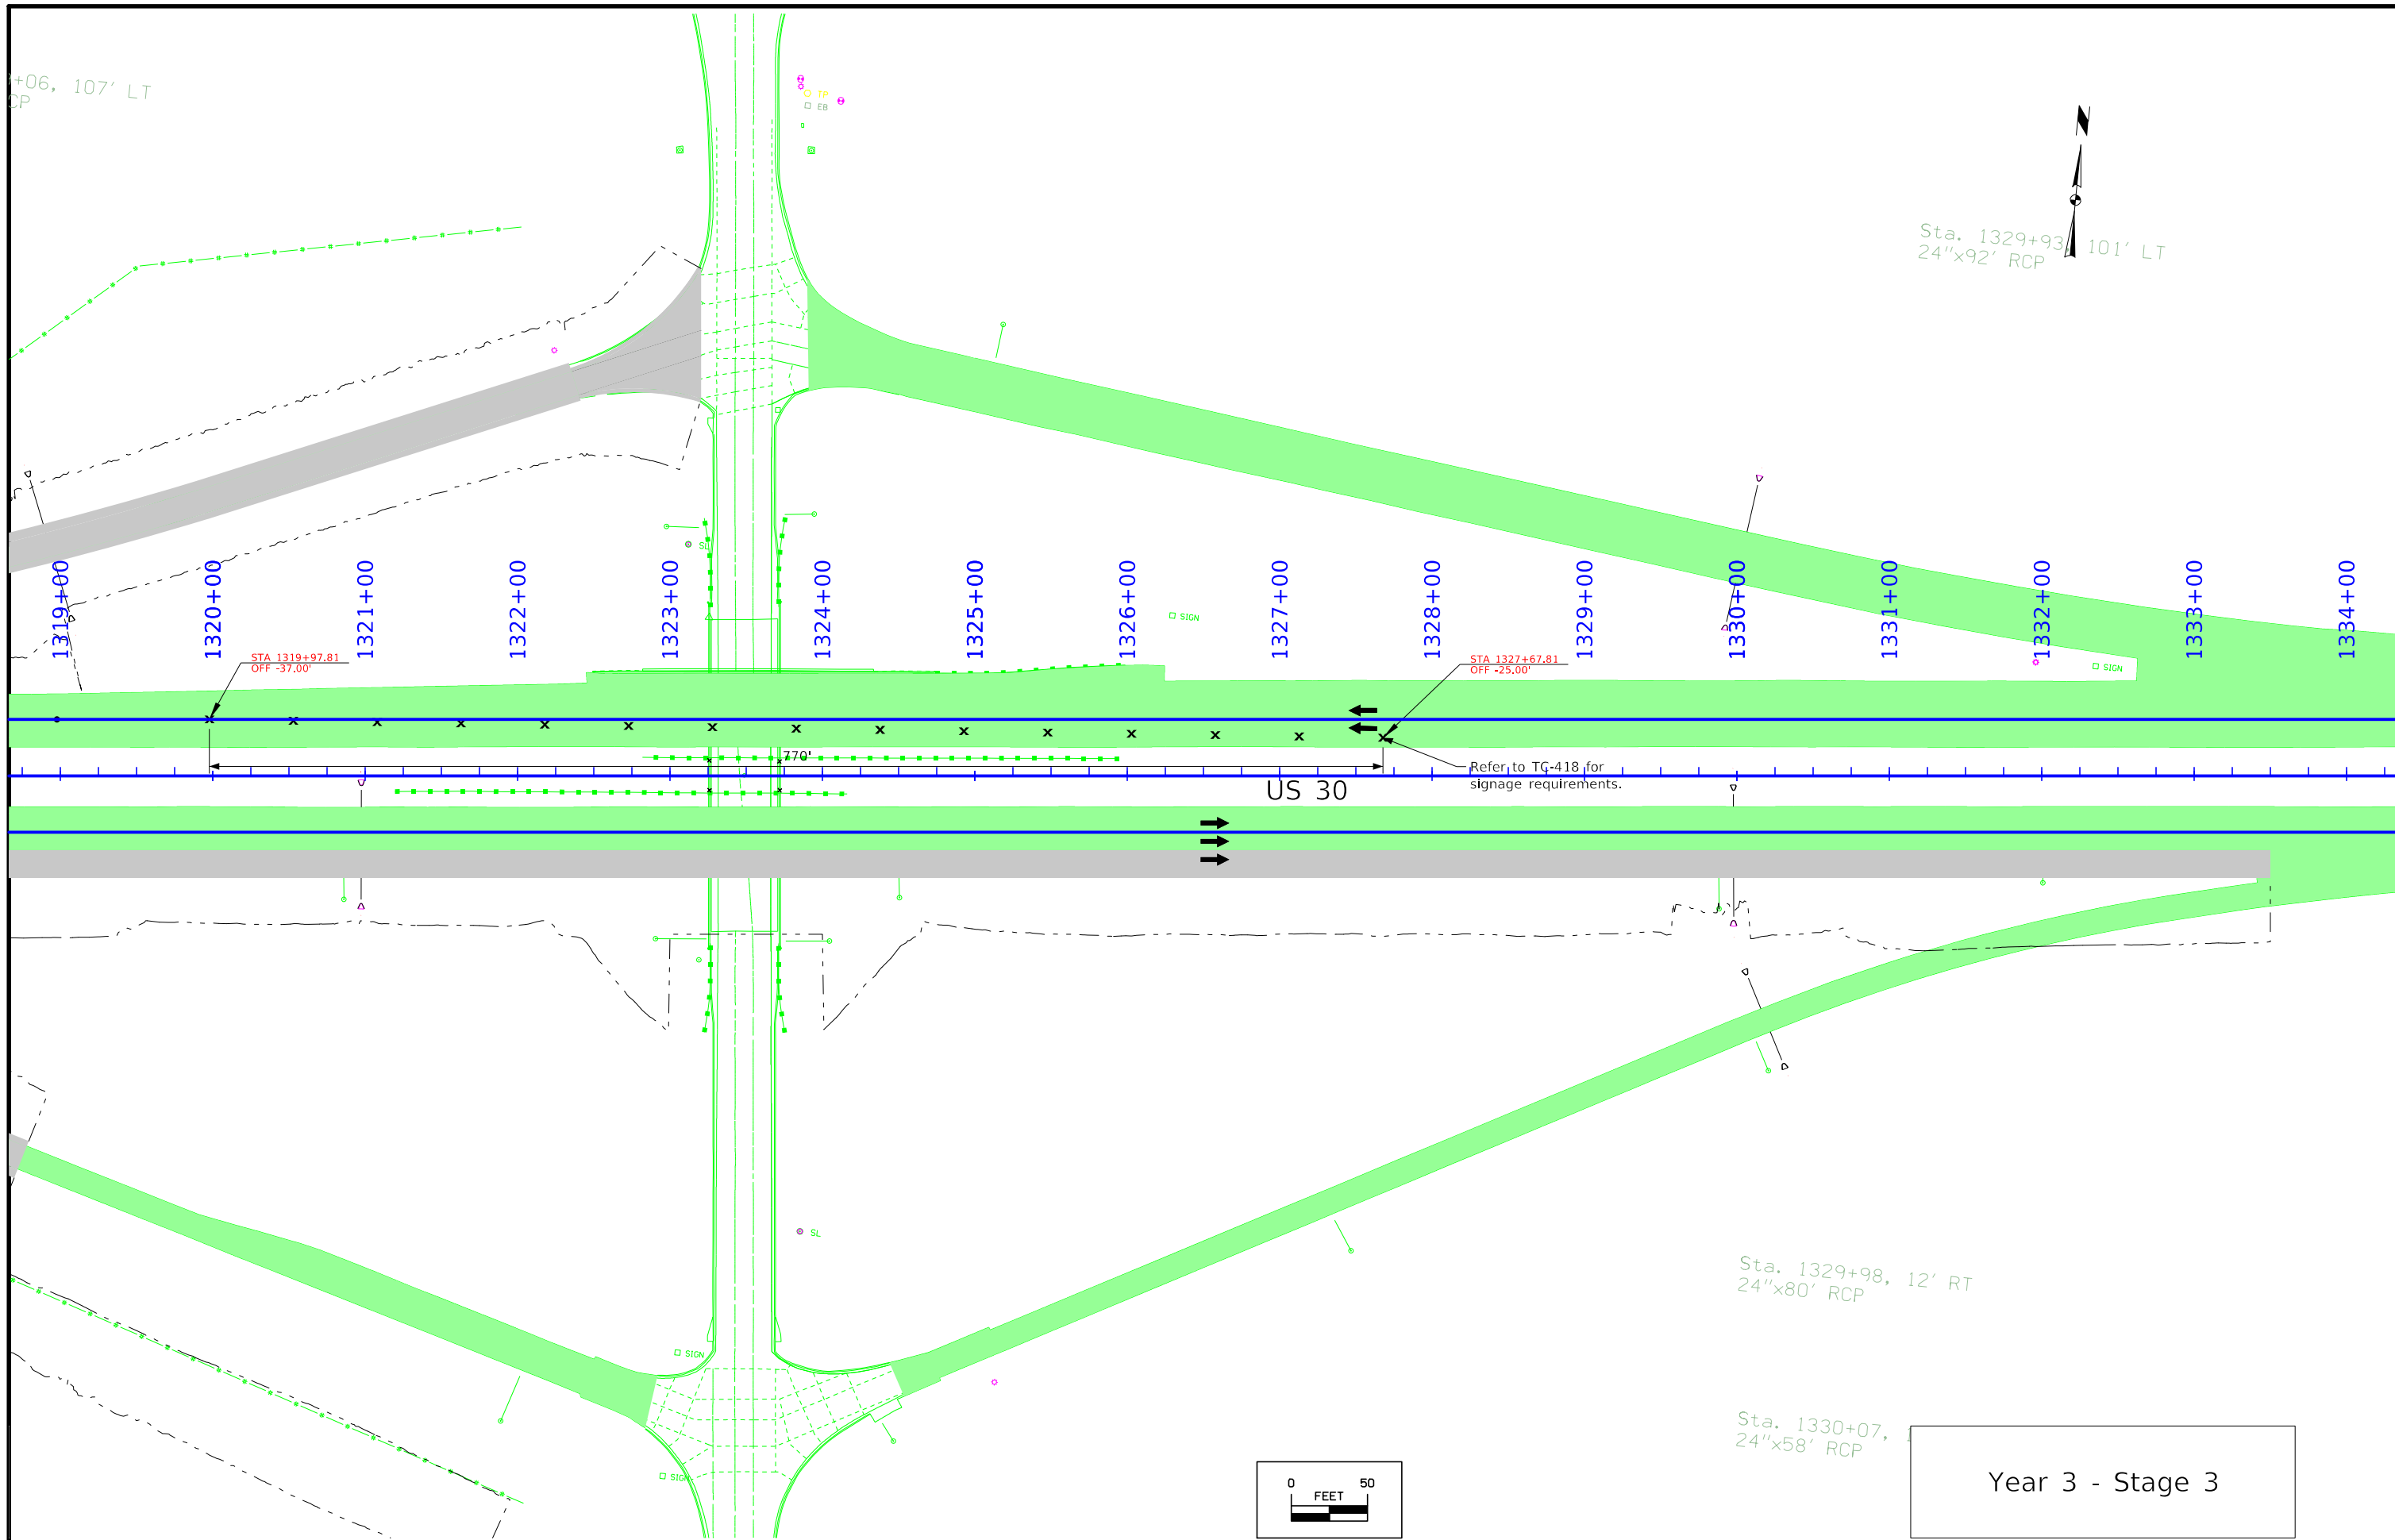 +06, 107' LT
CP
TP
EB
N
Sta. 1329+93, 101' LT
24"x92' RCP
SL
1319+00
1320+00
1321+00
1322+00
1323+00
1324+00
1325+00
1326+00
1327+00
1328+00
1329+00
1330+00
1331+00
1332+00
1333+00
1334+00
SIGN
SIGN
STA 1319+97.81
OFF -37.00'
STA 1327+67.81
OFF -25.00'
770'
Refer to TC-418 for
signage requirements.
US 30
SL
Sta. 1329+98, 12' RT
24"x80' RCP
SIGN
Sta. 1330+07,
24"x58' RCP
SIGN
0 50
FEET
Year 3 - Stage 3